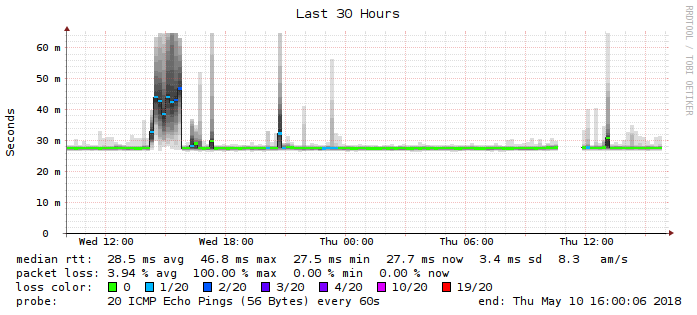 Last 30 Hours
RRDTOOL / TOBI OETIKER
Seconds
60 m
50 m
40 m
30 m
20 m
10 m
0
Wed 12:00 Wed 18:00 Thu 00:00 Thu 06:00 Thu 12:00
median rtt: 28.5 ms avg 46.8 ms max 27.5 ms min 27.7 ms now 3.4 ms sd 8.3 am/s
packet loss: 3.94 % avg 100.00 % max 0.00 % min 0.00 % now
loss color: 0 1/20 2/20 3/20 4/20 10/20 19/20
probe: 20 ICMP Echo Pings (56 Bytes) every 60s end: Thu May 10 16:00:06 2018